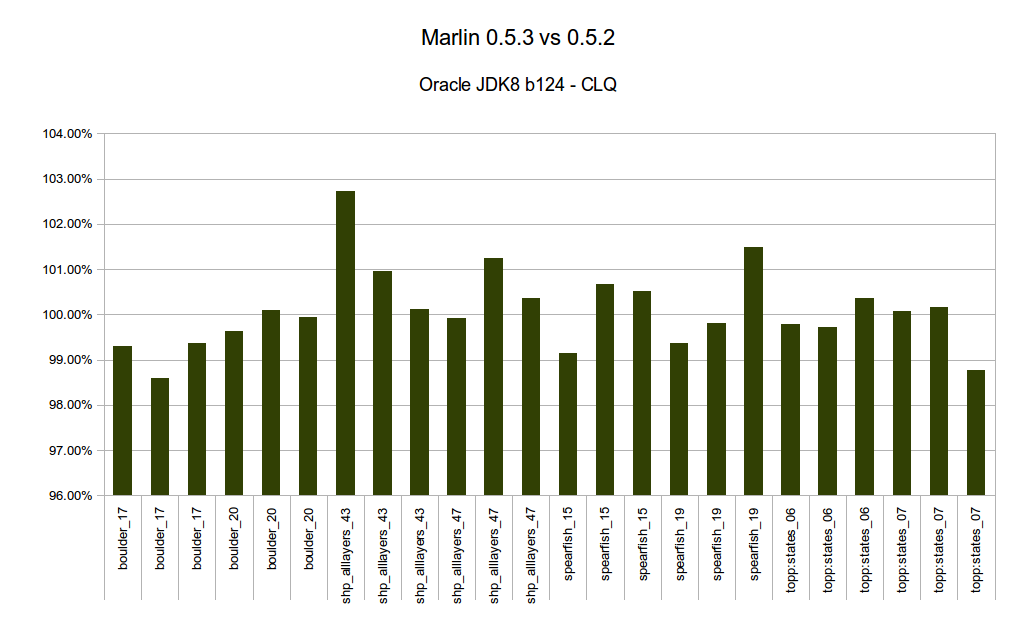 Marlin 0.5.3 vs 0.5.2
Oracle JDK8 b124 - CLQ
104.00%
103.00%
102.00%
101.00%
100.00%
99.00%
98.00%
97.00%
96.00%
boulder_17
boulder_17
boulder_17
boulder_20
boulder_20
boulder_20
shp_alllayers_43
shp_alllayers_43
shp_alllayers_43
shp_alllayers_47
shp_alllayers_47
shp_alllayers_47
spearfish_15
spearfish_15
spearfish_15
spearfish_19
spearfish_19
spearfish_19
topp:states_06
topp:states_06
topp:states_06
topp:states_07
topp:states_07
topp:states_07